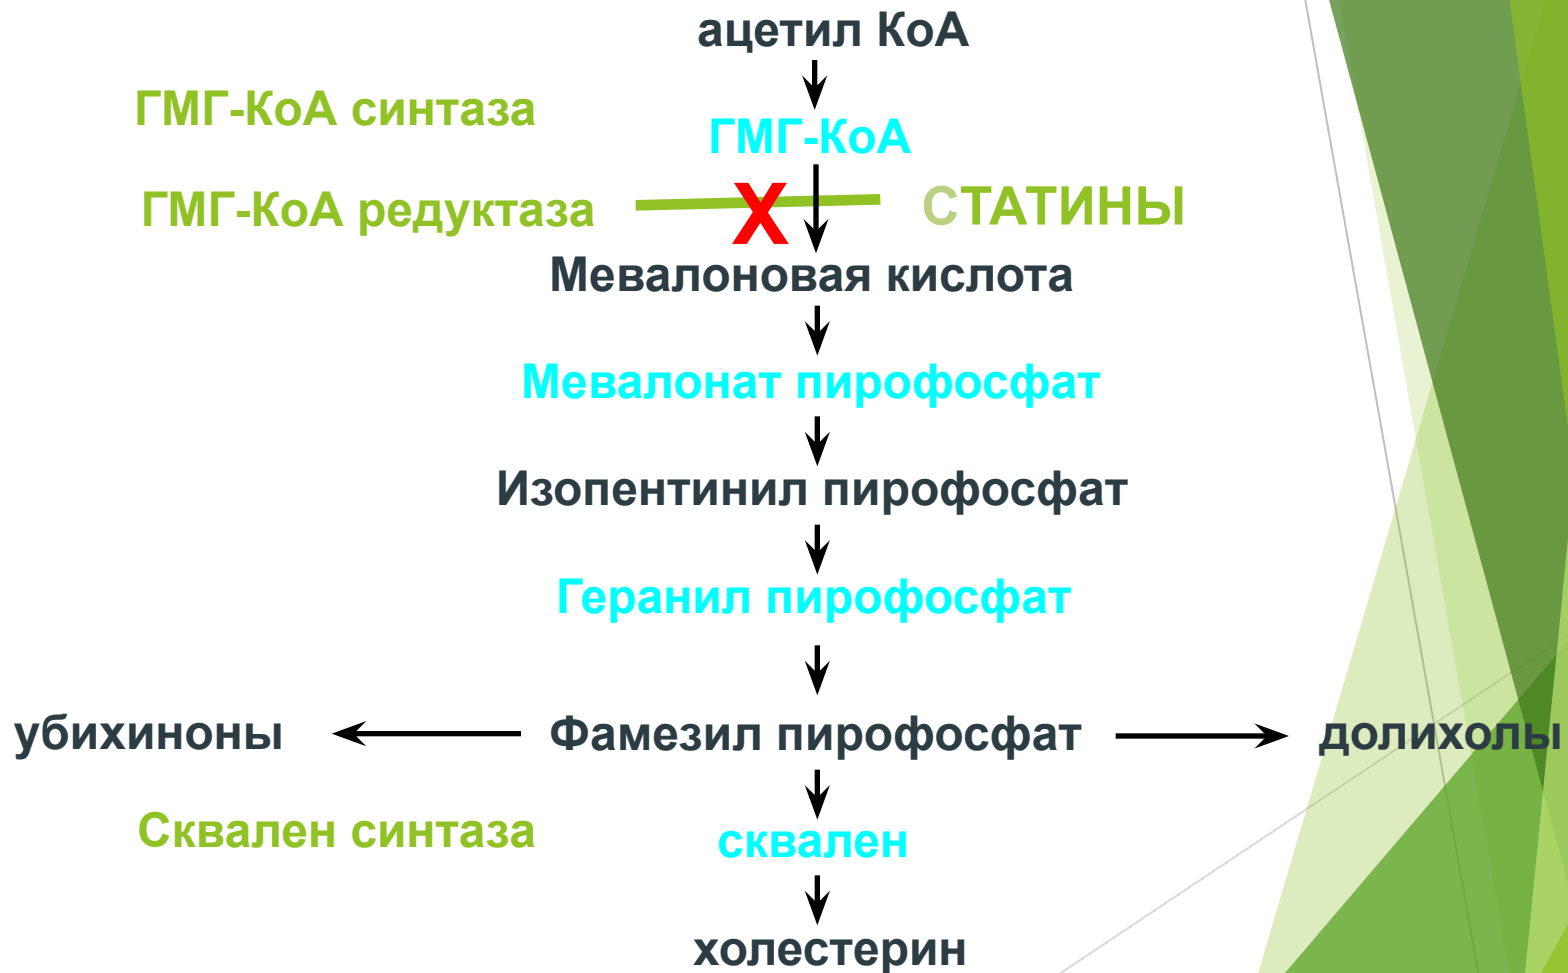 ацетил КоА
ГМГ-КоА синтаза
ГМГ-КоА
ГМГ-КоА редуктаза X СТАТИНЫ
Мевалоновая кислота
Мевалонат пирофосфат
Изопентинил пирофосфат
Геранил пирофосфат
убихиноны Фамезил пирофосфат долихолы
Сквален синтаза сквален
холестерин